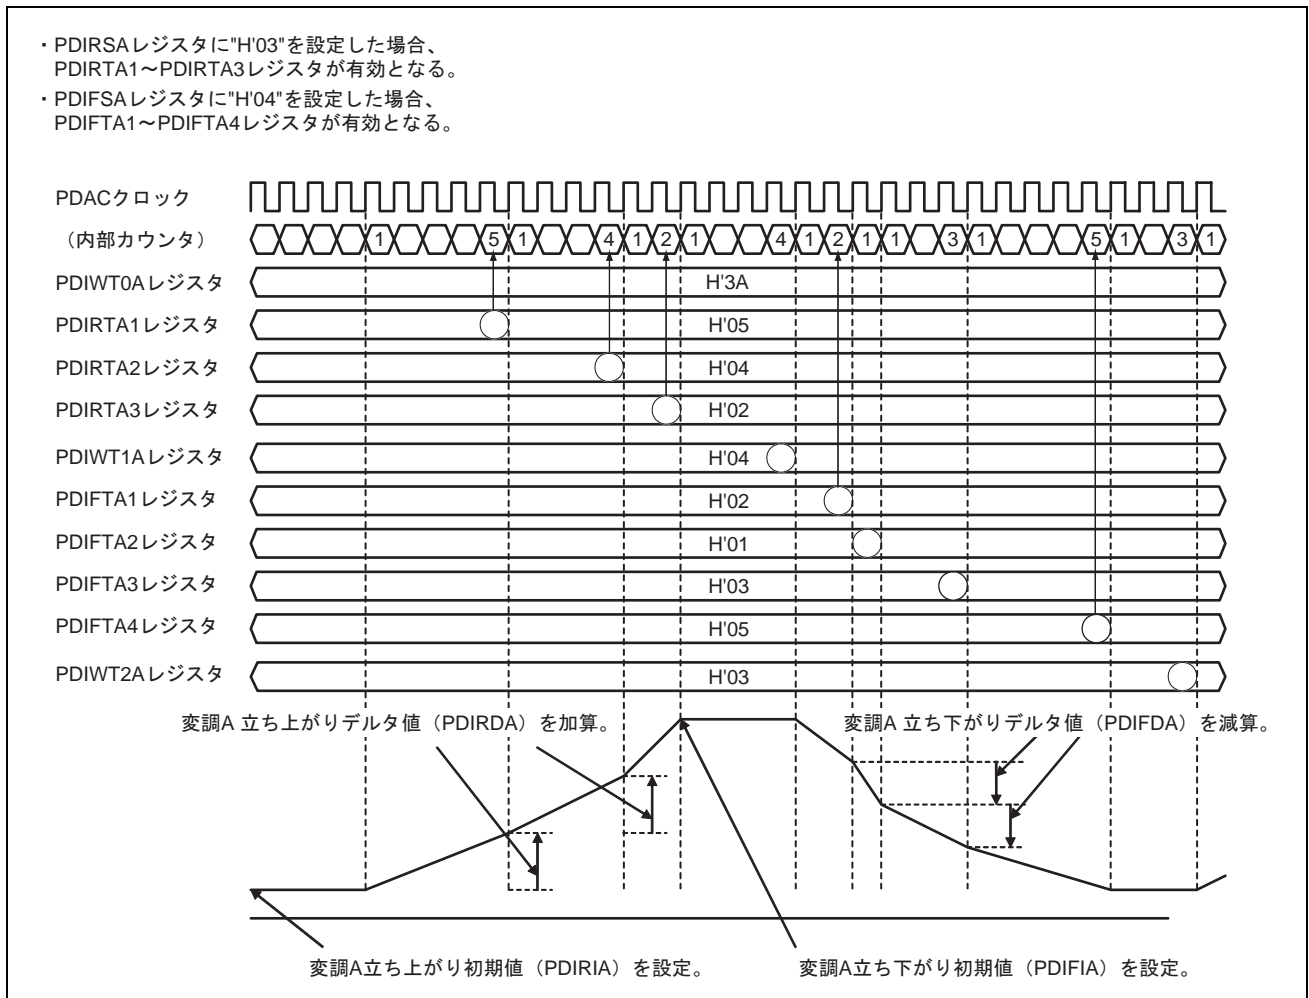 ・PDIRSAレジスタに"H'03"を設定した場合、
PDIRTA1～PDIRTA3レジスタが有効となる。
・PDIFSAレジスタに"H'04"を設定した場合、
PDIFTA1～PDIFTA4レジスタが有効となる。
PDACクロック
（内部カウンタ） 1 5 1 4 1 2 1 4 1 2 1 1 3 1 5 1 3 1
PDIWT0Aレジスタ H'3A
PDIRTA1レジスタ H'05
PDIRTA2レジスタ H'04
PDIRTA3レジスタ H'02
PDIWT1Aレジスタ H'04
PDIFTA1レジスタ H'02
PDIFTA2レジスタ H'01
PDIFTA3レジスタ H'03
PDIFTA4レジスタ H'05
PDIWT2Aレジスタ H'03
変調A 立ち上がりデルタ値（PDIRDA）を加算。 変調A 立ち下がりデルタ値（PDIFDA）を減算。
変調A立ち上がり初期値（PDIRIA）を設定。 変調A立ち下がり初期値（PDIFIA）を設定。